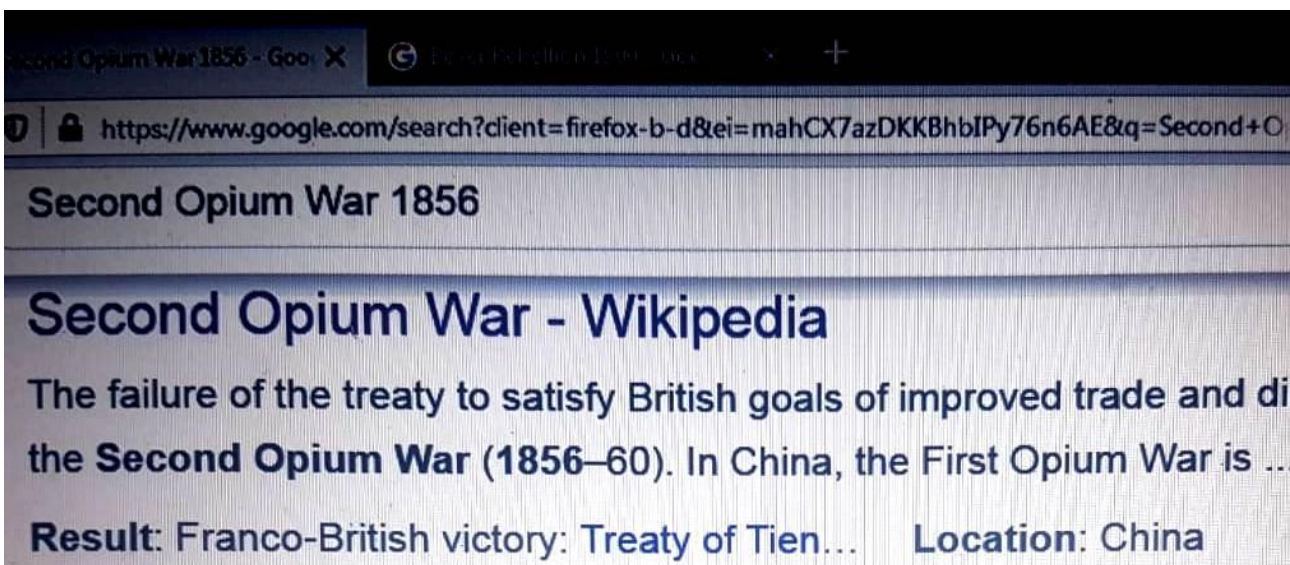 Second Opium War 1856 - Goo
https://www.google.com/search?client=firefox-b-d&ei=mahCX7azDKKBhbIPy76n6AE&q=Second+O
Second Opium War 1856
Second Opium War - Wikipedia
The failure of the treaty to satisfy British goals of improved trade and di
the Second Opium War (1856–60). In China, the First Opium War is ...
Result: Franco-British victory: Treaty of Tien... Location: China